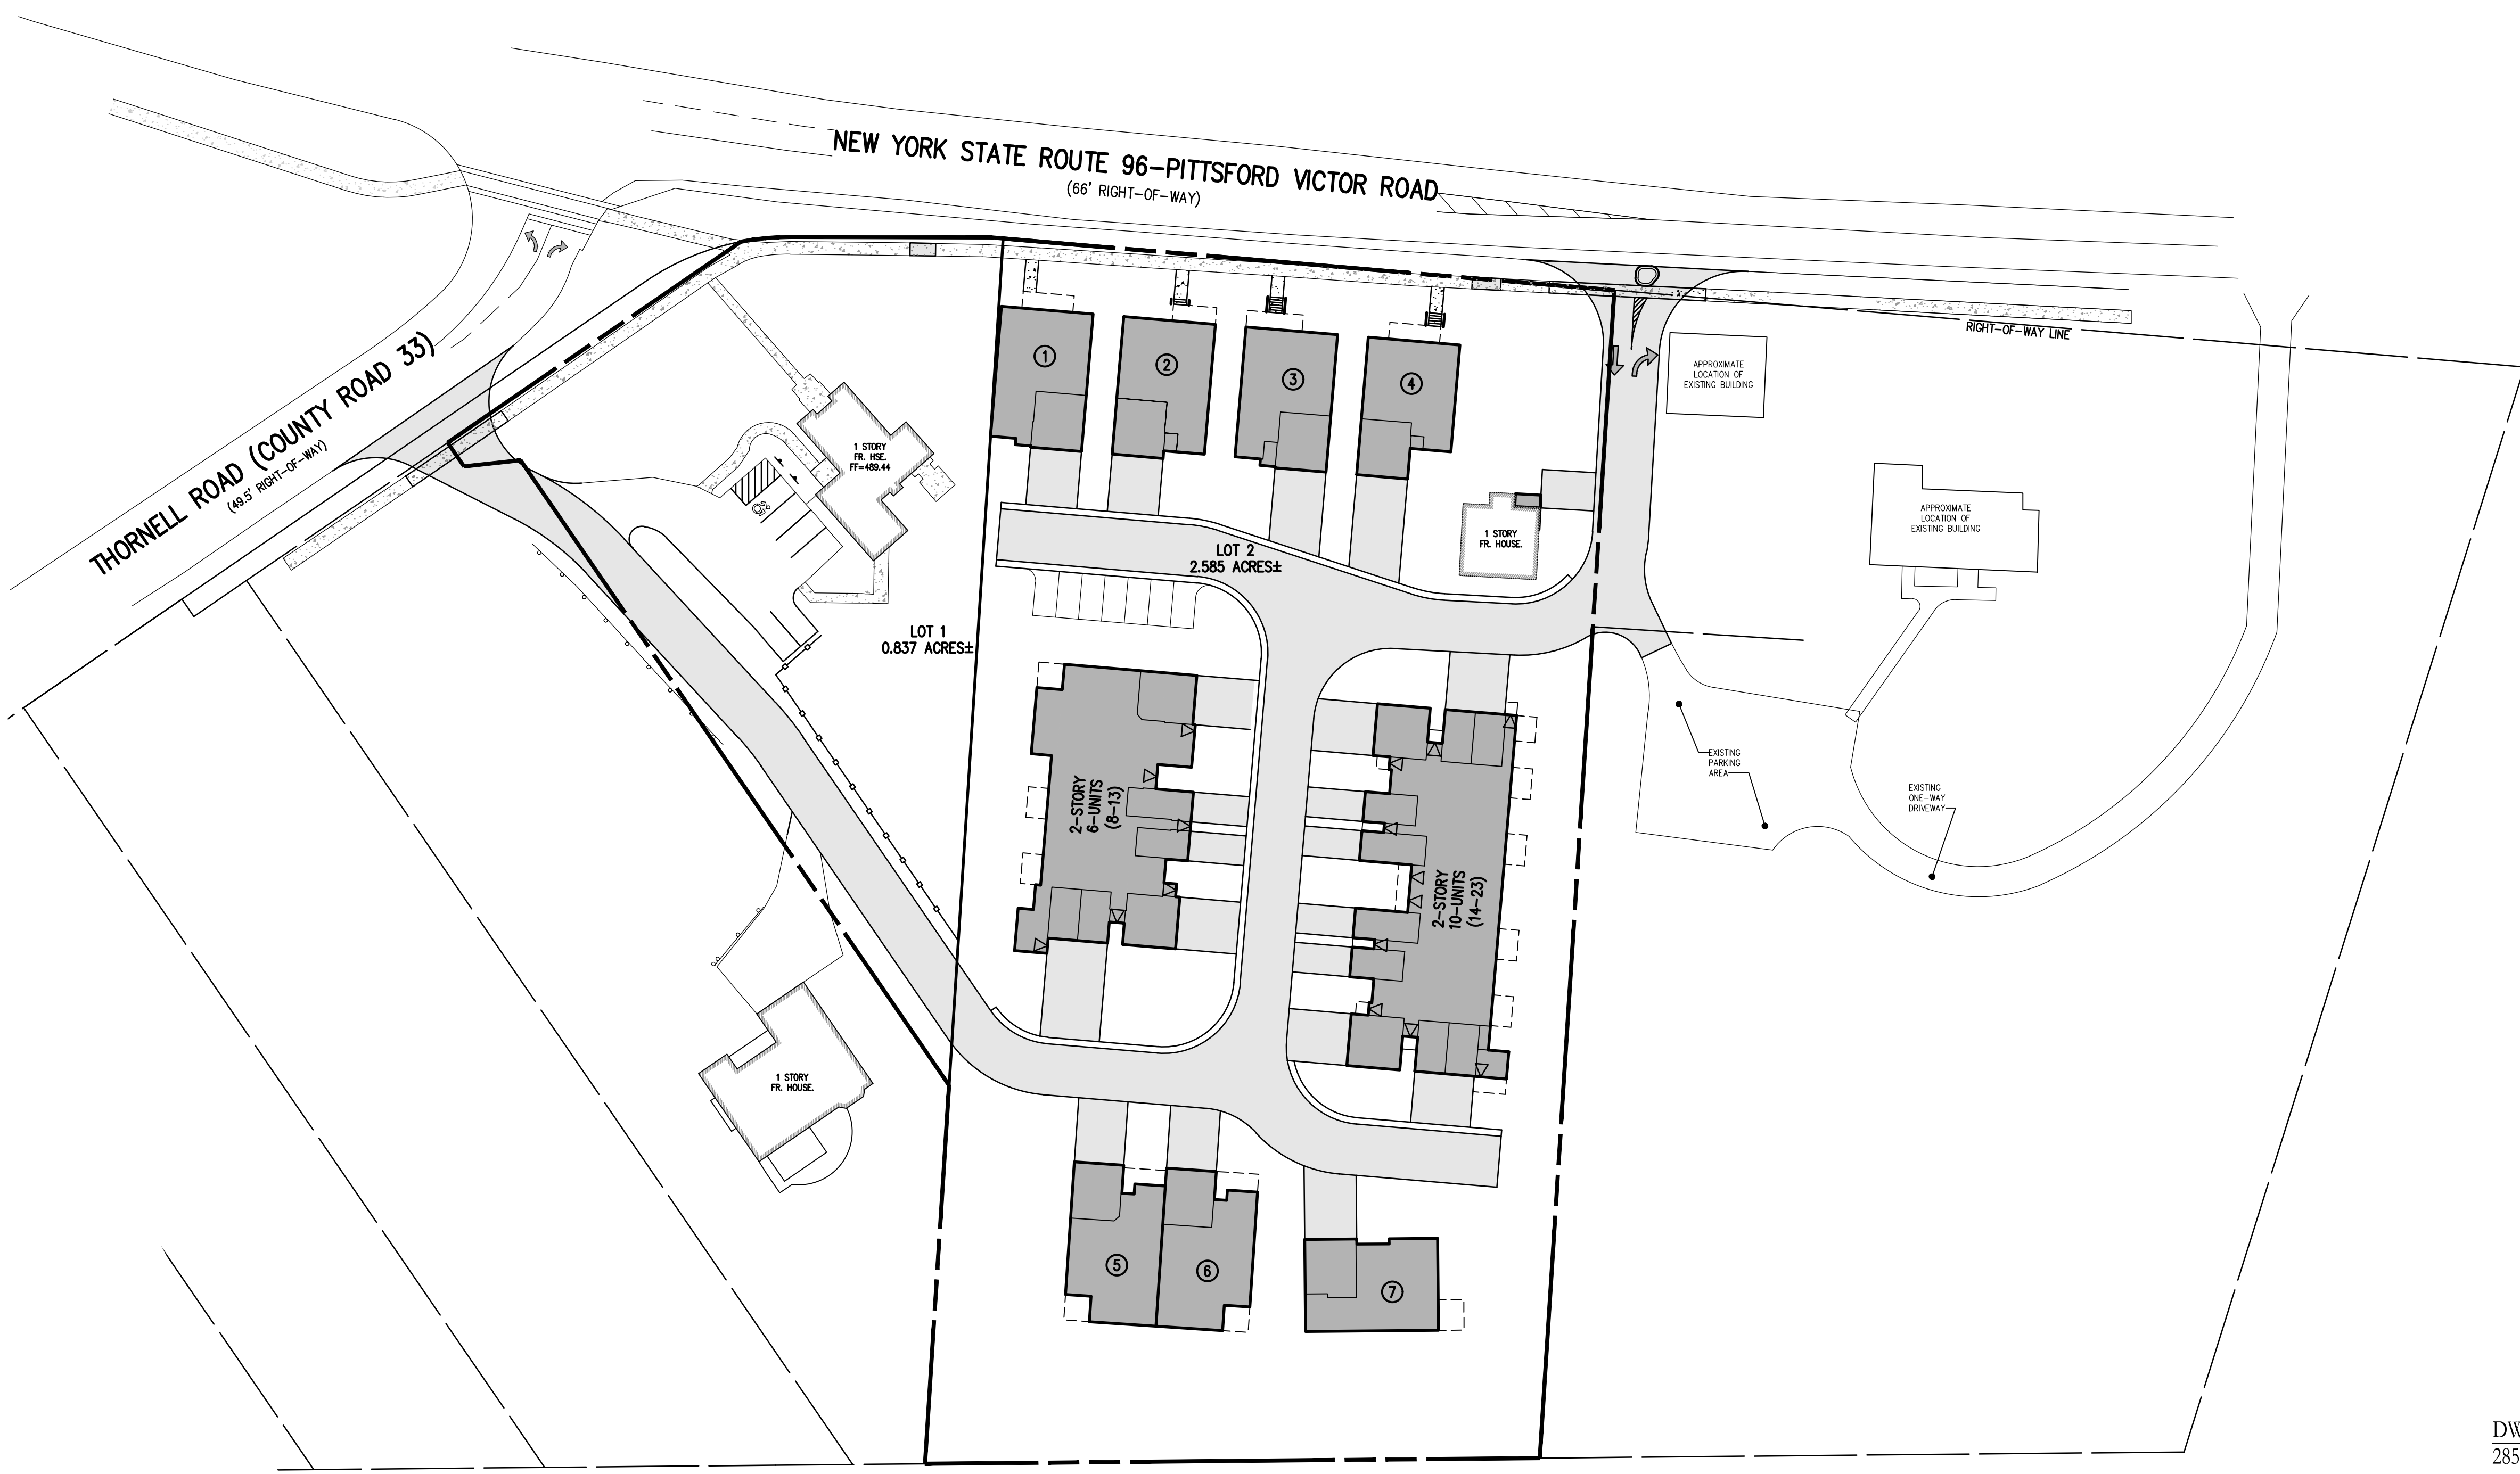 NEW YORK STATE ROUTE 96-PITTSFORD VICTOR ROAD
(66' RIGHT-OF-WAY)
THORNELL ROAD (COUNTY ROAD 33)
(49.5' RIGHT-OF-WAY)
RIGHT-OF-WAY LINE
1
2
3
4
APPROXIMATE
LOCATION OF
EXISTING BUILDING
1 STORY
FR. HSE.
FF=489.44
APPROXIMATE
LOCATION OF
EXISTING BUILDING
1 STORY
FR. HOUSE.
LOT 2
2.585 ACRES±
LOT 1
0.837 ACRES±
EXISTING
PARKING
AREA
EXISTING
ONE-WAY
DRIVEWAY
2-STORY
6-UNITS
(8-13)
2-STORY
10-UNITS
(14-23)
1 STORY
FR. HOUSE.
5
6
7
DW
285